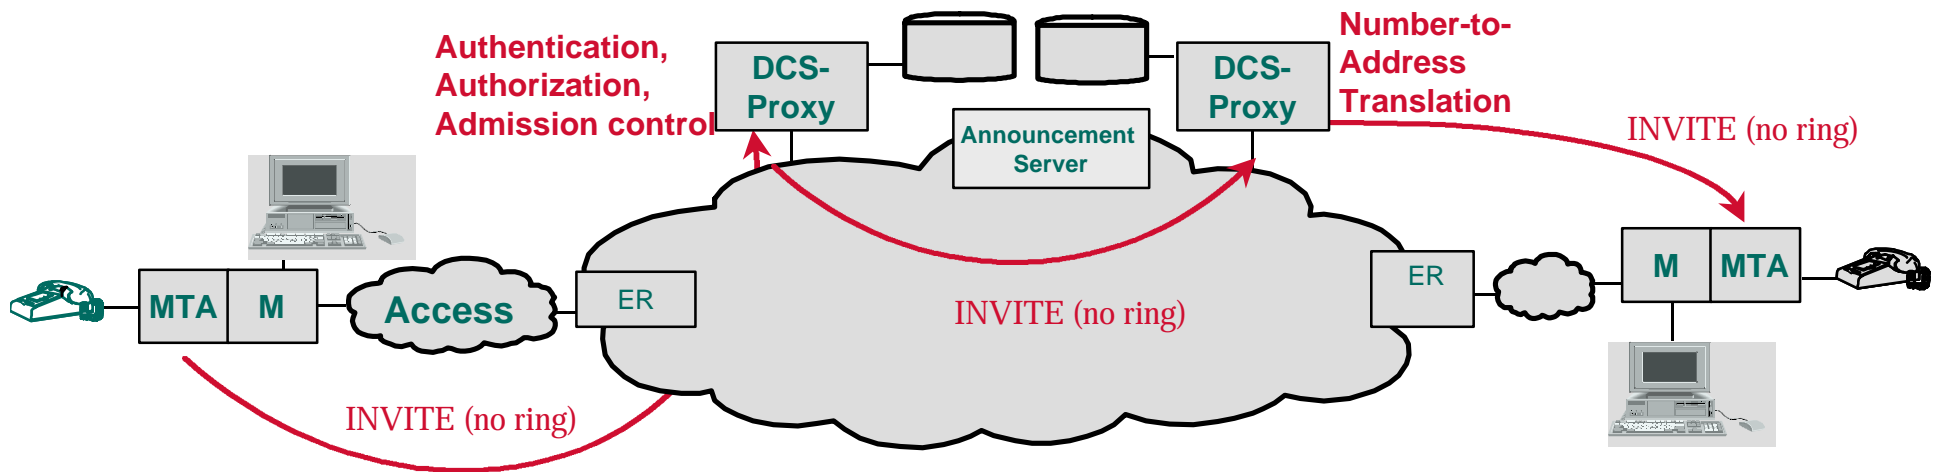 Authentication,
Authorization,
Admission control
DCS-
Proxy
DCS-
Proxy
Number-to-
Address
Translation
Announcement
Server
INVITE (no ring)
MTA
M
Access
ER
INVITE (no ring)
ER
M
MTA
INVITE (no ring)